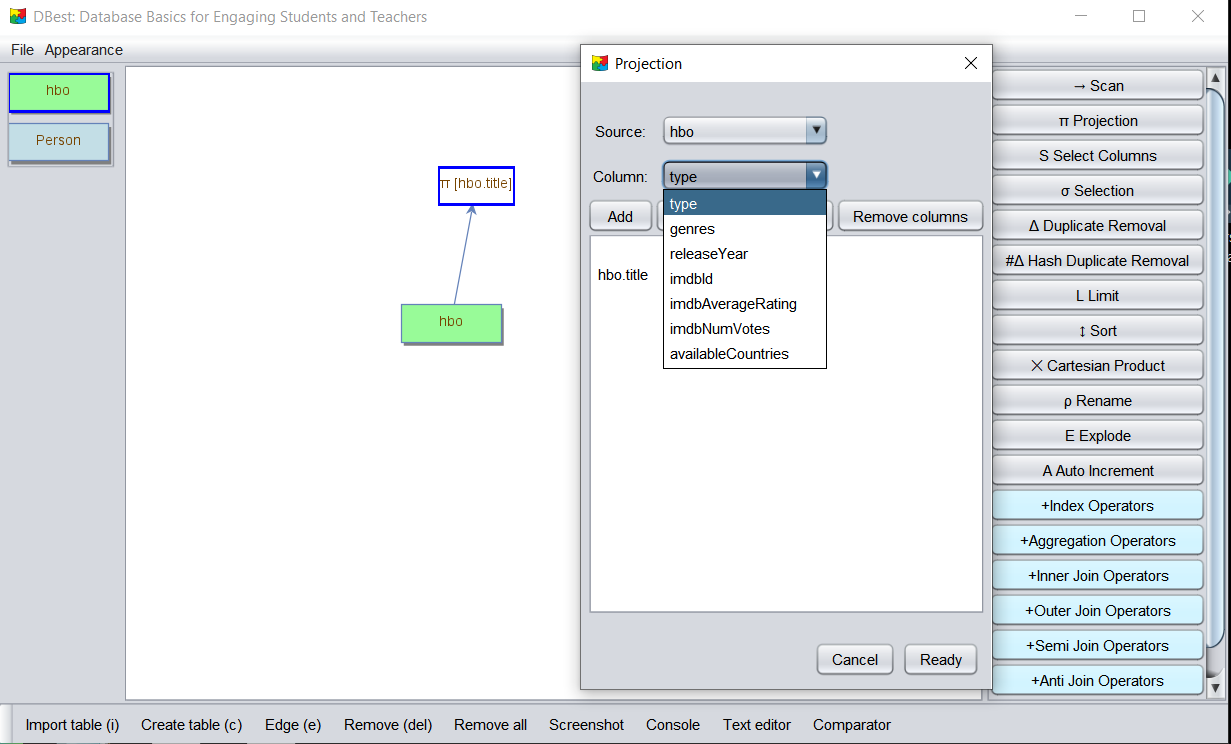 DBest: Database Basics for Engaging Students and Teachers
File Appearance
hbo
Person
π [hbo.title]
hbo
Projection
Source: hbo
Column: type
type
genres
releaseYear
imdbId
imdbAverageRating
imdbNumVotes
availableCountries
Add
Remove columns
hbo.title
Cancel Ready
→ Scan
π Projection
S Select Columns
σ Selection
Δ Duplicate Removal
#Δ Hash Duplicate Removal
L Limit
↕ Sort
✕ Cartesian Product
ρ Rename
E Explode
A Auto Increment
+Index Operators
+Aggregation Operators
+Inner Join Operators
+Outer Join Operators
+Semi Join Operators
+Anti Join Operators
Import table (i) Create table (c) Edge (e) Remove (del) Remove all Screenshot Console Text editor Comparator